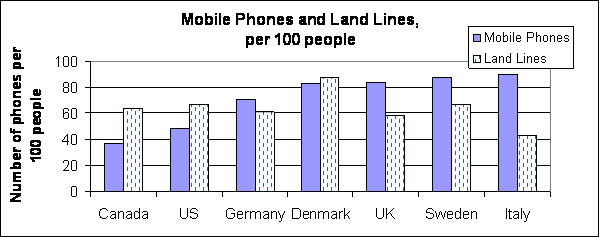 Mobile Phones and Land Lines,
per 100 people
Mobile Phones
Land Lines
Number of phones per
100 people
100
80
60
40
20
0
Canada US Germany Denmark UK Sweden Italy